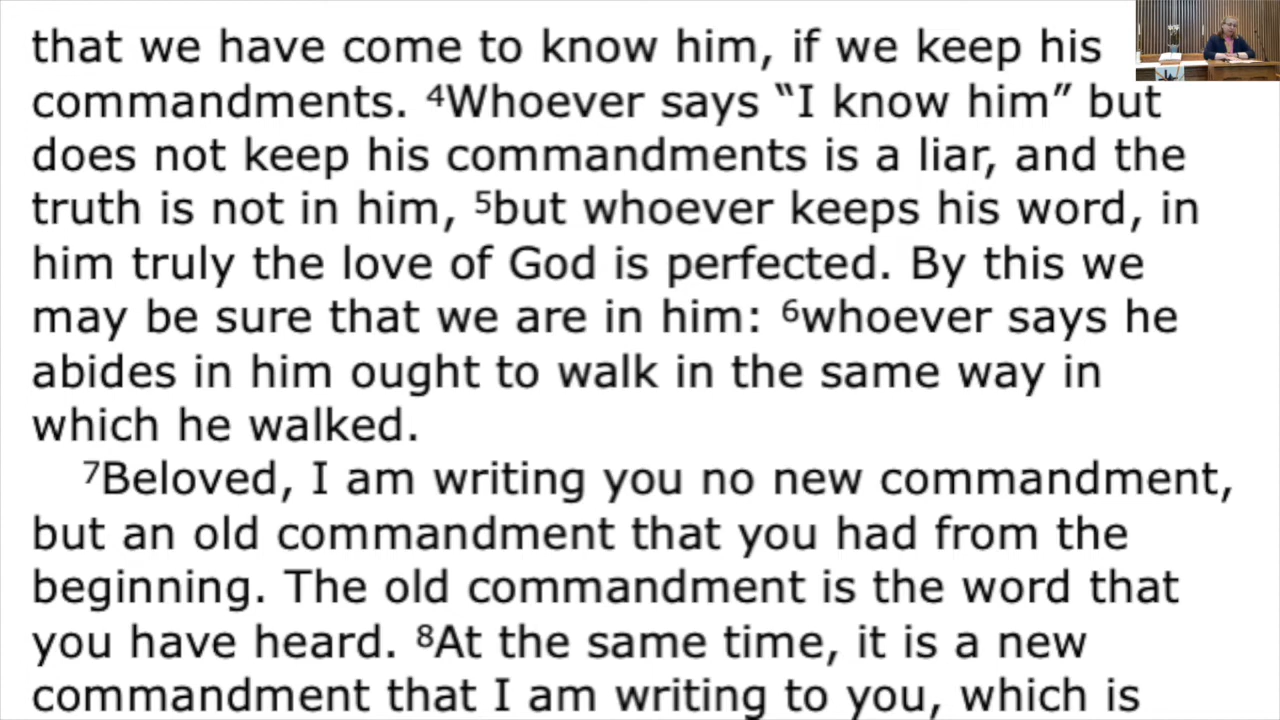 that we have come to know him, if we keep his
commandments. ⁴Whoever says “I know him” but
does not keep his commandments is a liar, and the
truth is not in him, ⁵but whoever keeps his word, in
him truly the love of God is perfected. By this we
may be sure that we are in him: ⁶whoever says he
abides in him ought to walk in the same way in
which he walked.
⁷Beloved, I am writing you no new commandment,
but an old commandment that you had from the
beginning. The old commandment is the word that
you have heard. ⁸At the same time, it is a new
commandment that I am writing to you, which is